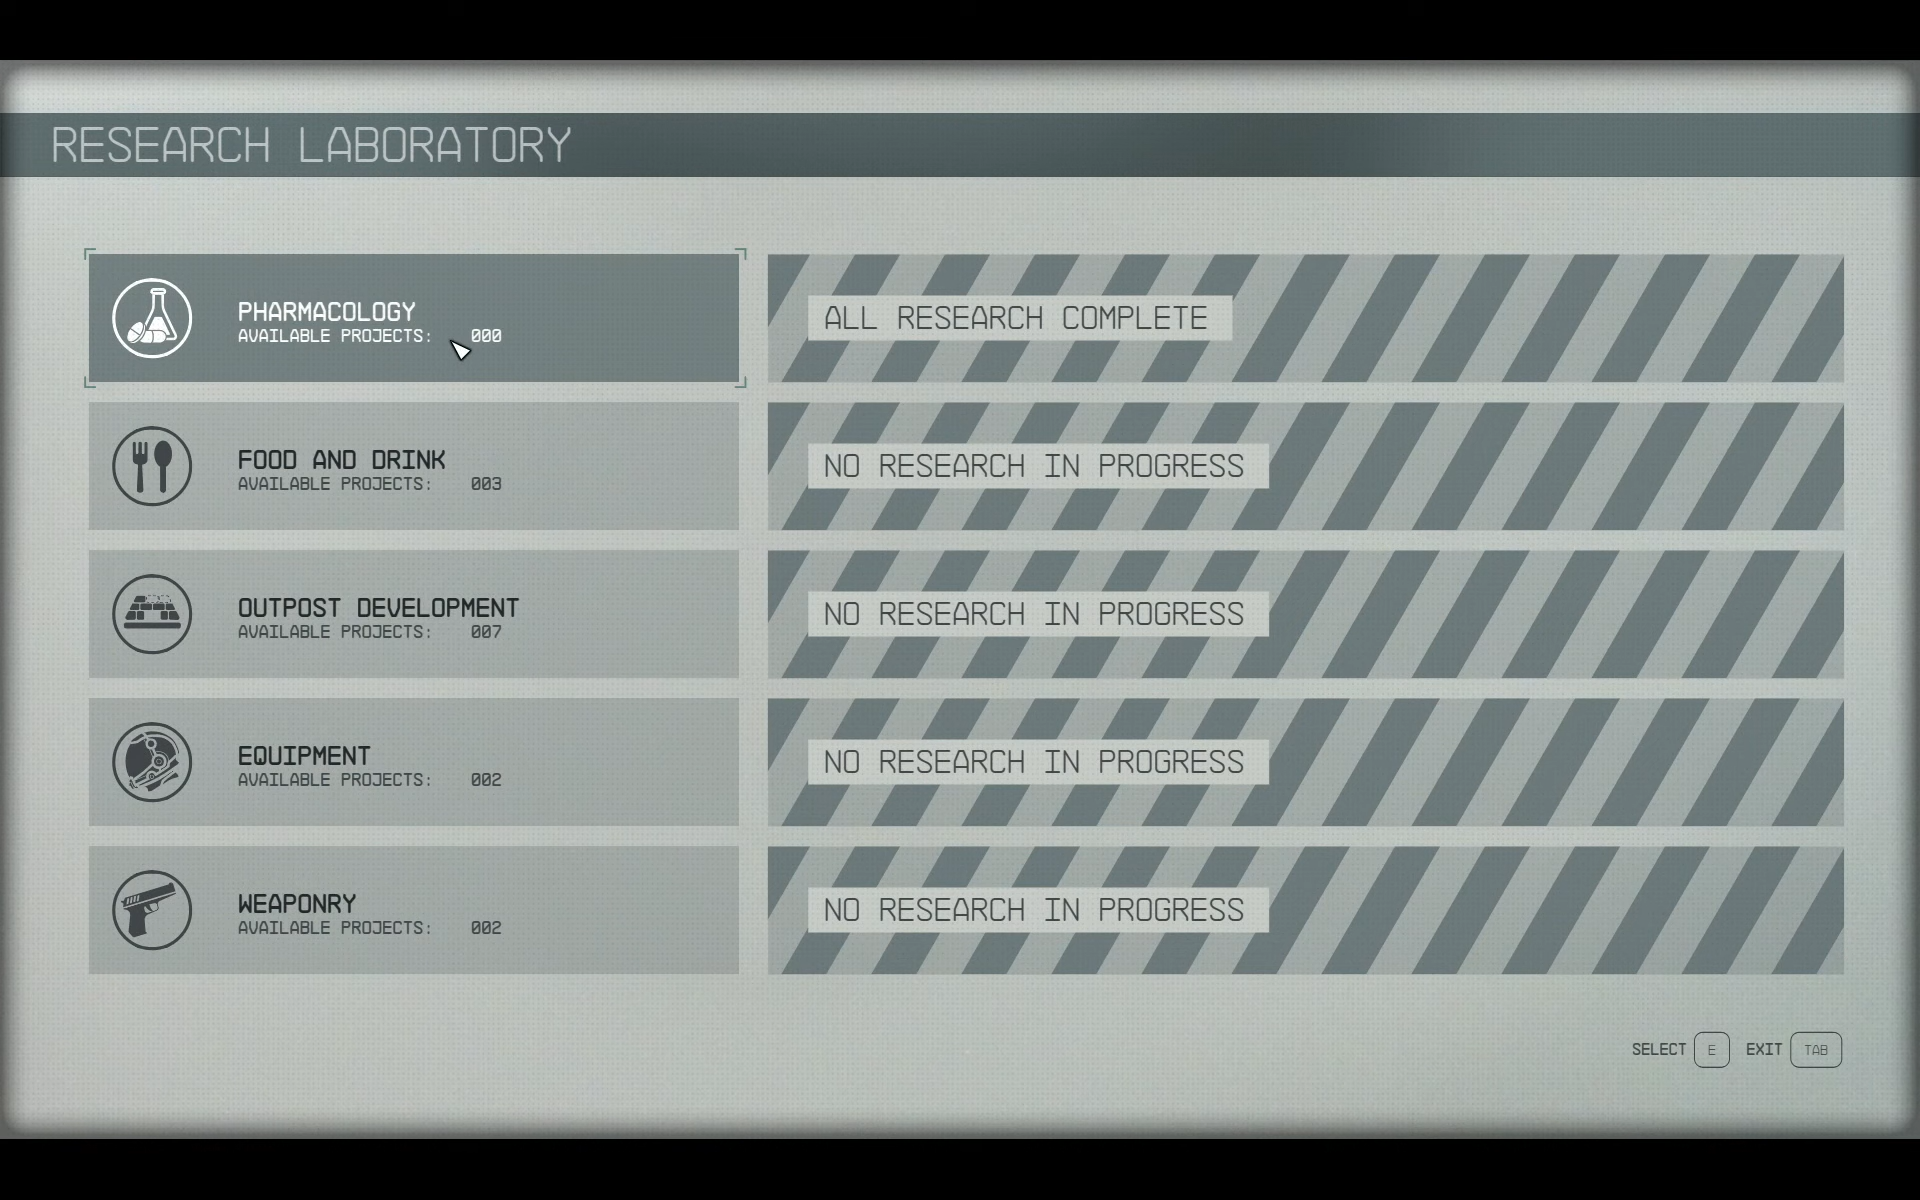 RESEARCH LABORATORY
PHARMACOLOGY
AVAILABLE PROJECTS: 000
ALL RESEARCH COMPLETE
FOOD AND DRINK
AVAILABLE PROJECTS: 003
NO RESEARCH IN PROGRESS
OUTPOST DEVELOPMENT
AVAILABLE PROJECTS: 007
NO RESEARCH IN PROGRESS
EQUIPMENT
AVAILABLE PROJECTS: 002
NO RESEARCH IN PROGRESS
WEAPONRY
AVAILABLE PROJECTS: 002
NO RESEARCH IN PROGRESS
SELECT E EXIT TAB